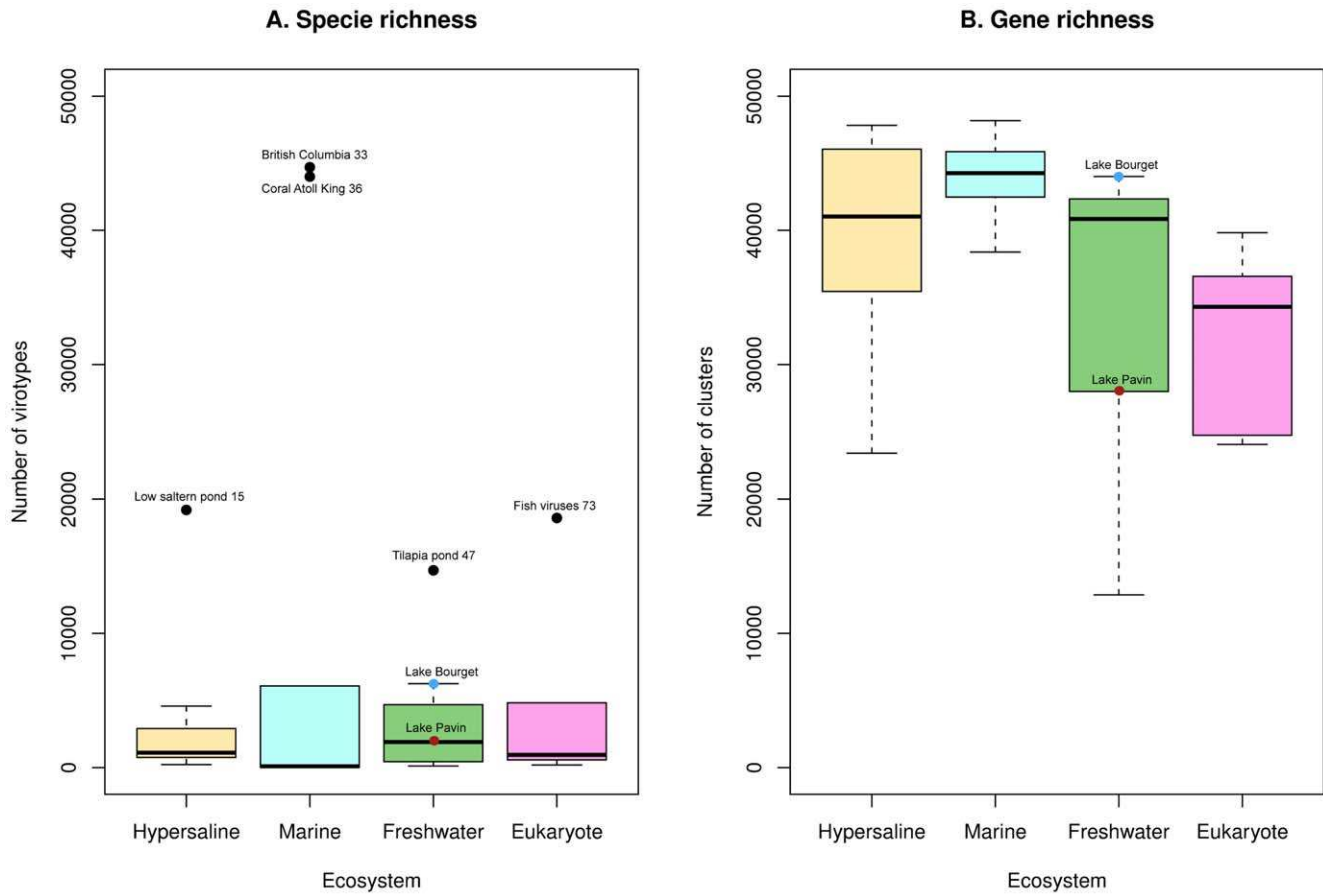 A. Specie richness
Number of virotypes
50000
40000
30000
20000
10000
0
British Columbia 33
Coral Atoll King 36
Low saltern pond 15
Fish viruses 73
Tilapia pond 47
Lake Bourget
Lake Pavin
Hypersaline Marine Freshwater Eukaryote
Ecosystem
B. Gene richness
Number of clusters
50000
40000
30000
20000
10000
0
Lake Bourget
Lake Pavin
Hypersaline Marine Freshwater Eukaryote
Ecosystem